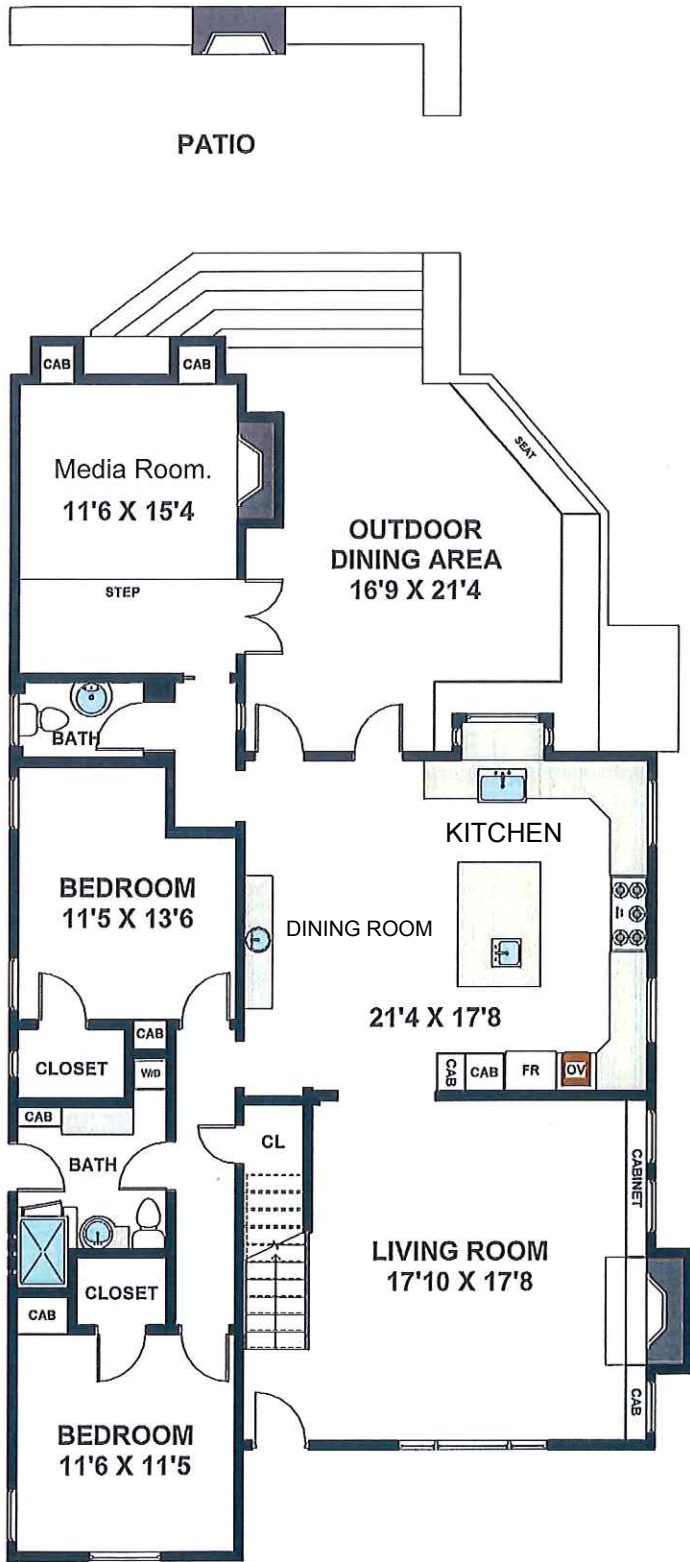 PATIO
CAB
CAB
Media Room.
11'6 X 15'4
SEAT
OUTDOOR
DINING AREA
16'9 X 21'4
STEP
BATH
KITCHEN
BEDROOM
11'5 X 13'6
DINING ROOM
21'4 X 17'8
CAB
CLOSET
W/D
CAB
CAB
FR
OV
CAB
BATH
CL
CABINET
LIVING ROOM
17'10 X 17'8
CLOSET
CAB
CAB
BEDROOM
11'6 X 11'5